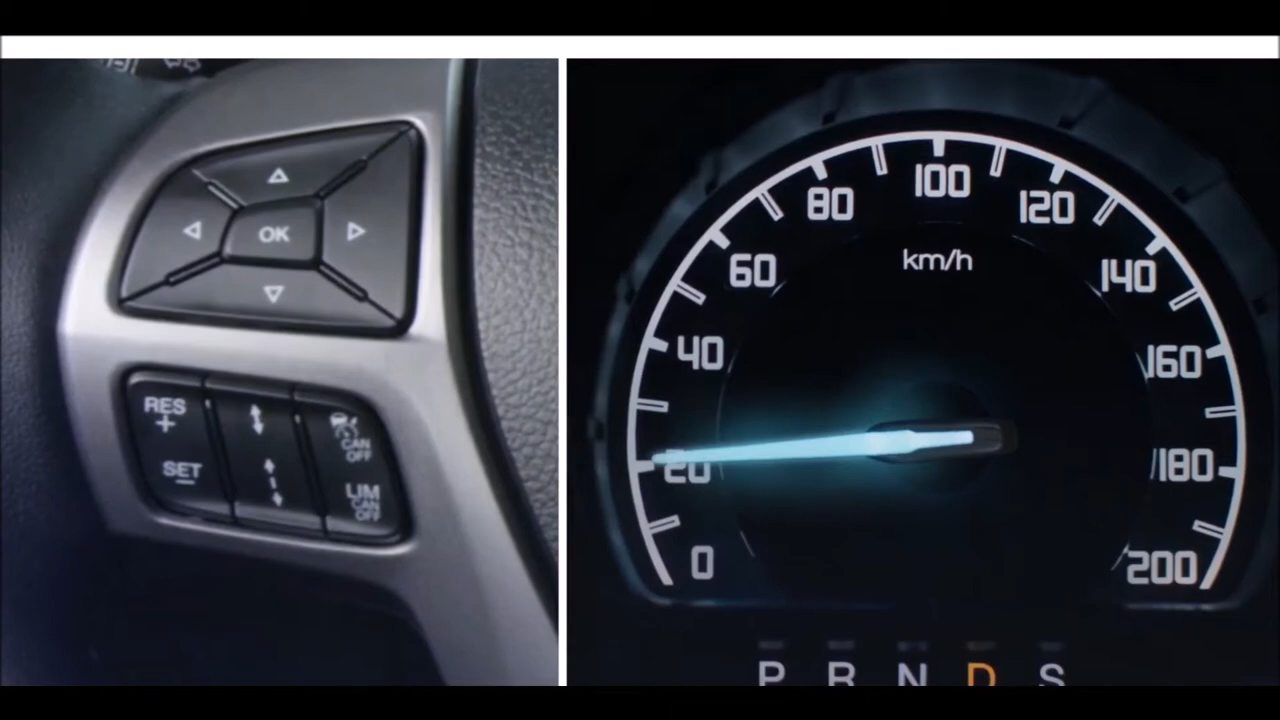 OK
RES
+
SET
–
CAN
OFF
LIM
CAN
OFF
0
20
40
60
80
100
120
140
160
180
200
km/h
P R N D S